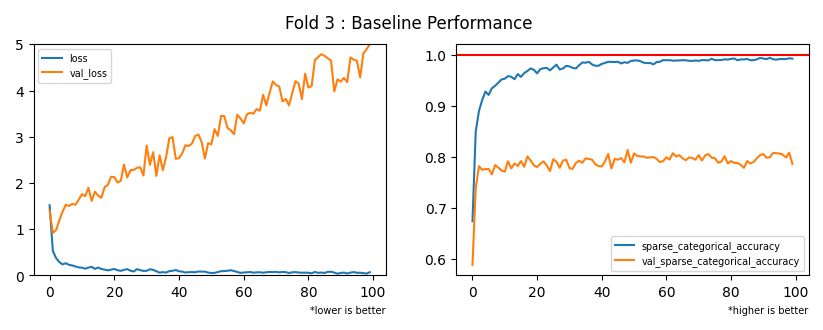 Fold 3 : Baseline Performance
5
4
3
2
1
0
loss
val_loss
0 20 40 60 80 100
*lower is better
1.0
0.9
0.8
0.7
0.6
sparse_categorical_accuracy
val_sparse_categorical_accuracy
0 20 40 60 80 100
*higher is better